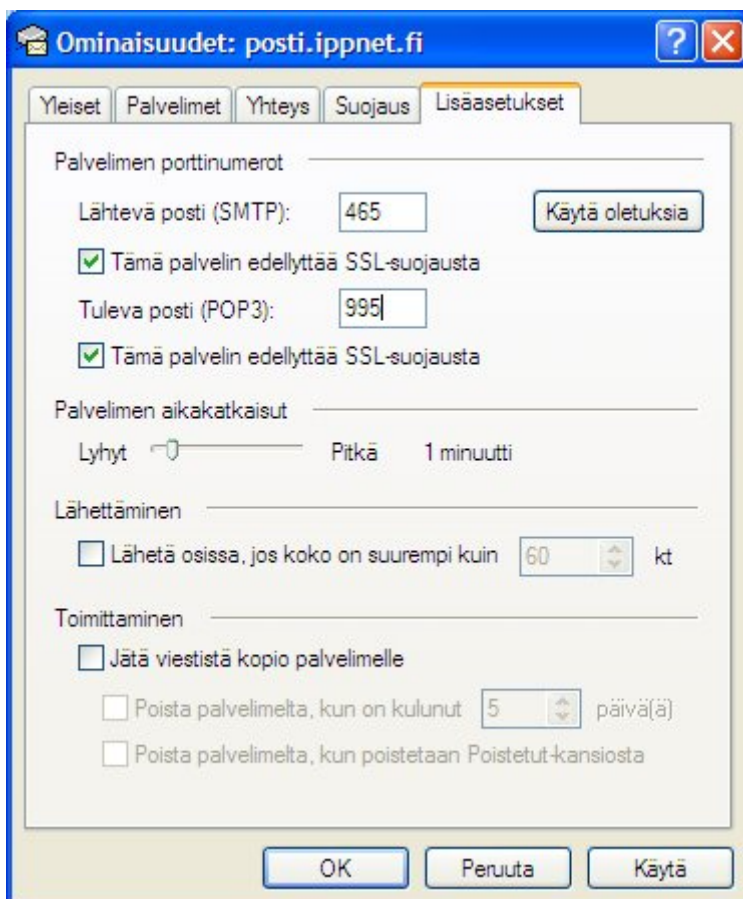 Ominaisuudet: posti.ippnet.fi
Yleiset Palvelimet Yhteys Suojaus Lisäasetukset
Palvelimen porttinumerot
Lähtevä posti (SMTP): 465 Käytä oletuksia
Tämä palvelin edellyttää SSL-suojausta
Tuleva posti (POP3): 995
Tämä palvelin edellyttää SSL-suojausta
Palvelimen aikakatkaisut
Lyhyt Pitkä 1 minuutti
Lähettäminen
Lähetä osissa, jos koko on suurempi kuin 60 kt
Toimittaminen
Jätä viestistä kopio palvelimelle
Poista palvelimelta, kun on kulunut 5 päivä(ä)
Poista palvelimelta, kun poistetaan Poistetut-kansiosta
OK Peruuta Käytä